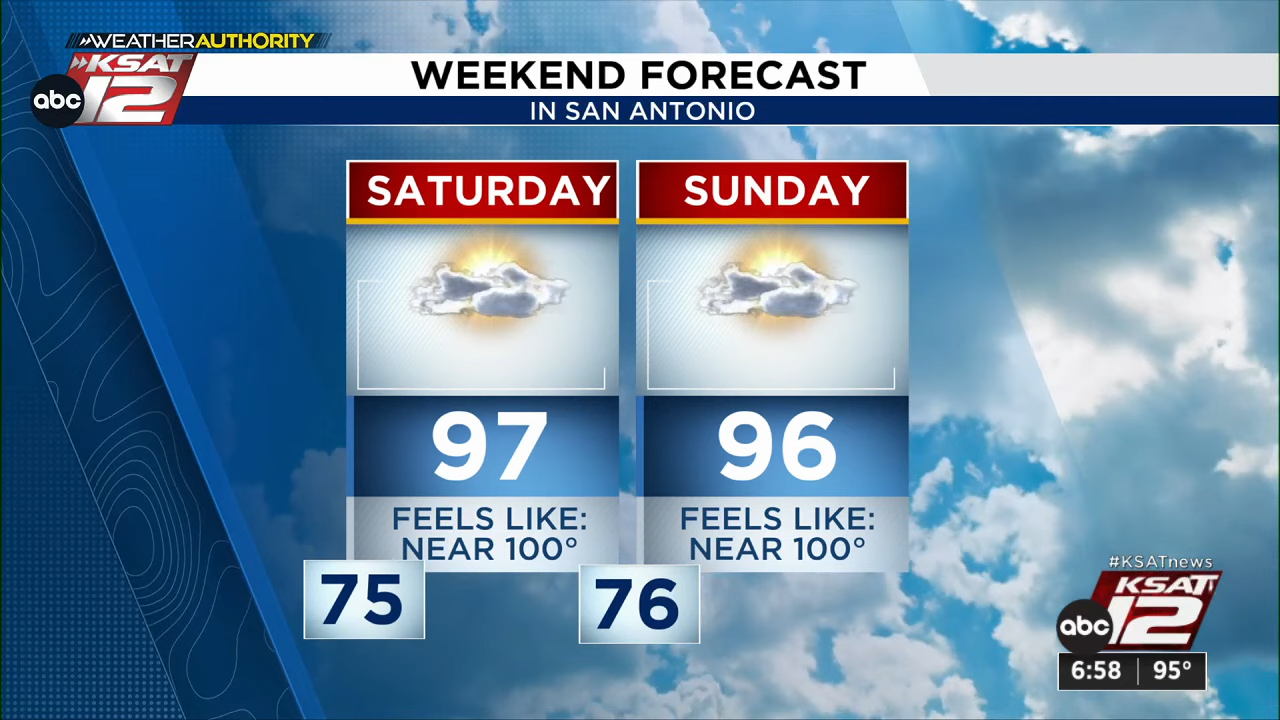 WEATHERAUTHORITY
KSAT
abc 12
WEEKEND FORECAST
IN SAN ANTONIO
SATURDAY
SUNDAY
97
96
FEELS LIKE:
NEAR 100°
FEELS LIKE:
NEAR 100°
75
76
#KSATnews
KSAT
abc 12
6:58 95°